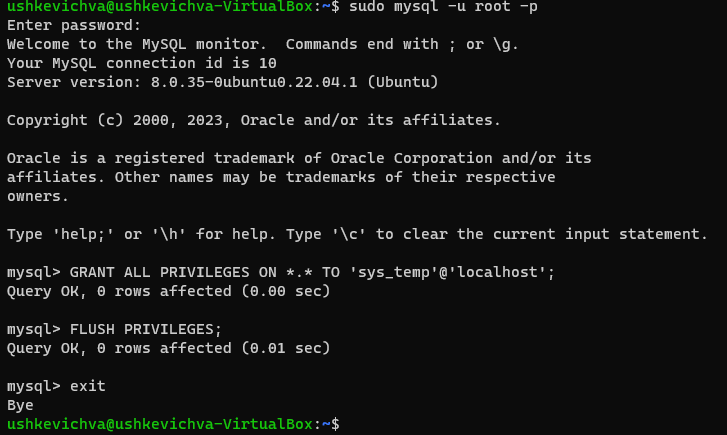 ushkevichva@ushkevichva-VirtualBox:~$ sudo mysql -u root -p
Enter password:
Welcome to the MySQL monitor.  Commands end with ; or \g.
Your MySQL connection id is 10
Server version: 8.0.35-0ubuntu0.22.04.1 (Ubuntu)
Copyright (c) 2000, 2023, Oracle and/or its affiliates.
Oracle is a registered trademark of Oracle Corporation and/or its
affiliates. Other names may be trademarks of their respective
owners.
Type 'help;' or '\h' for help. Type '\c' to clear the current input statement.
mysql> GRANT ALL PRIVILEGES ON *.* TO 'sys_temp'@'localhost';
Query OK, 0 rows affected (0.00 sec)
mysql> FLUSH PRIVILEGES;
Query OK, 0 rows affected (0.01 sec)
mysql> exit
Bye
ushkevichva@ushkevichva-VirtualBox:~$